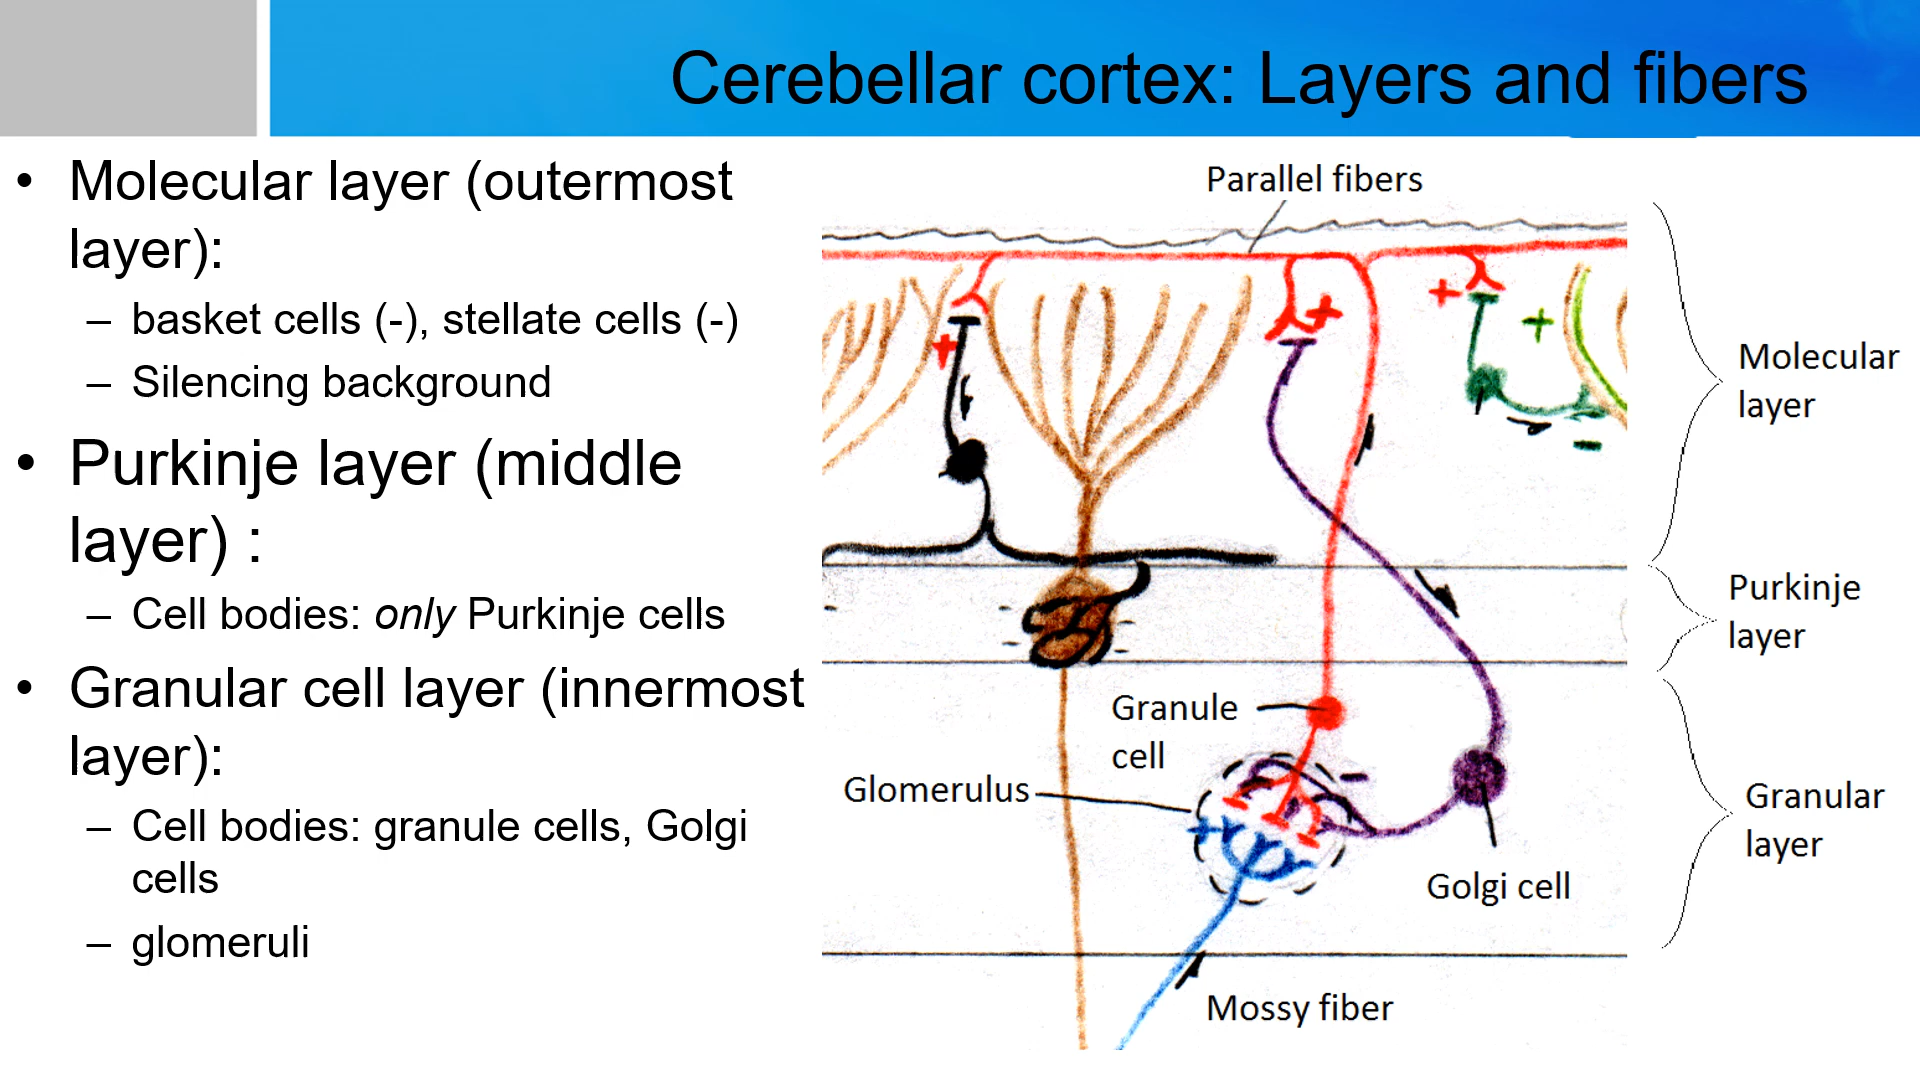 Cerebellar cortex: Layers and fibers
• Molecular layer (outermost
layer):
– basket cells (-), stellate cells (-)
– Silencing background
• Purkinje layer (middle
layer) :
– Cell bodies: only Purkinje cells
• Granular cell layer (innermost
layer):
– Cell bodies: granule cells, Golgi
cells
– glomeruli
Parallel fibers
Molecular
layer
Purkinje
layer
Granule
cell
Glomerulus
Granular
layer
Golgi cell
Mossy fiber